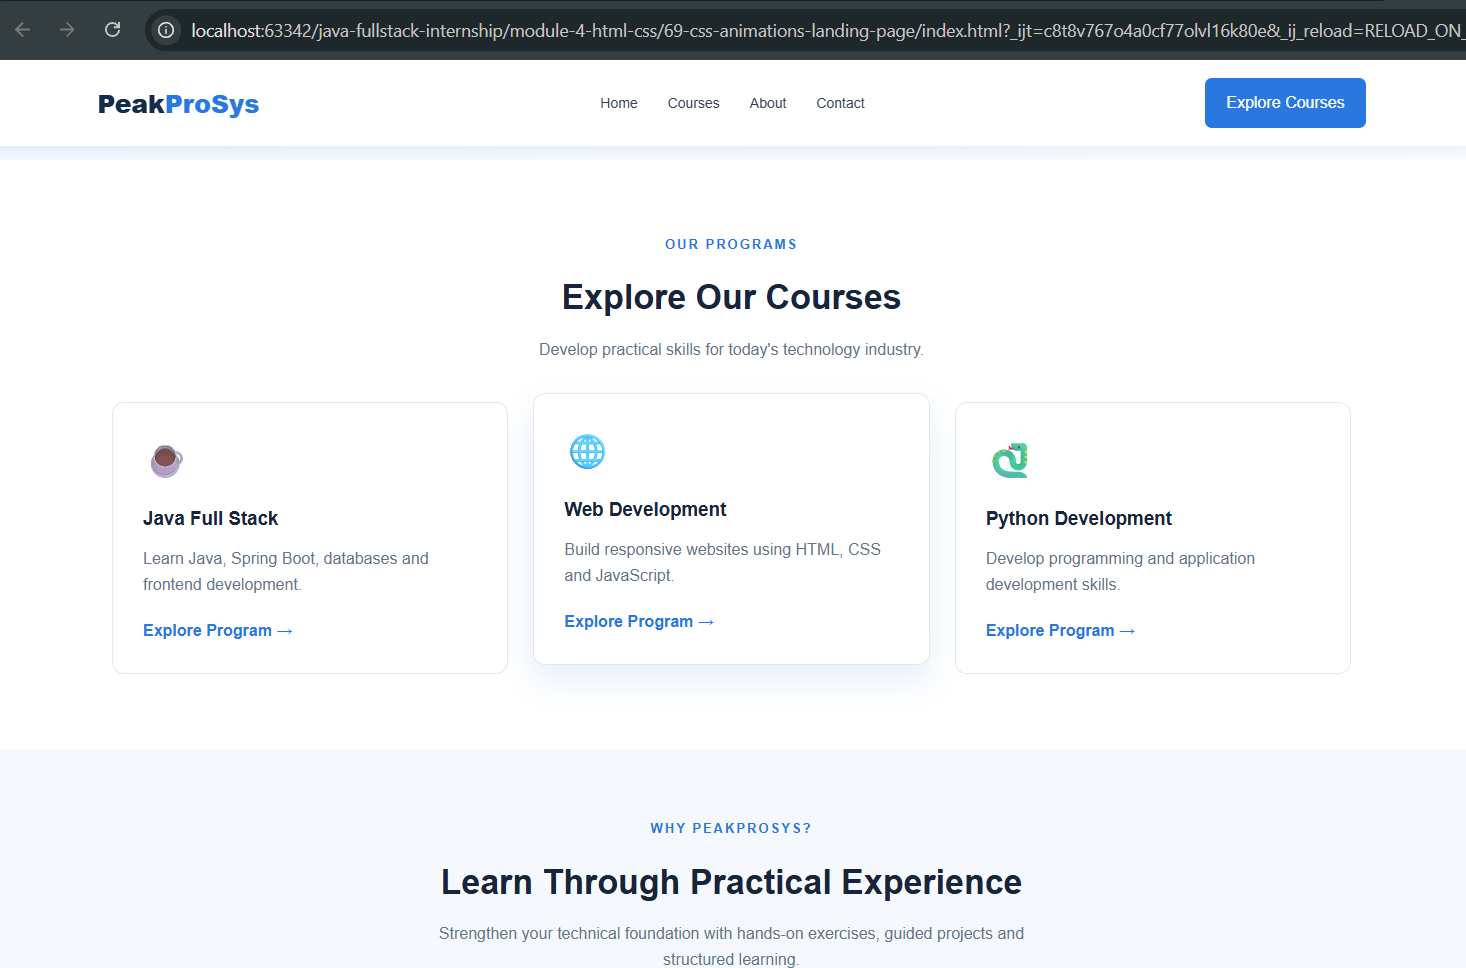 localhost:63342/java-fullstack-internship/module-4-html-css/69-css-animations-landing-page/index.html?_ijt=c8t8v767o4a0cf77olvl16k80e&_ij_reload=RELOAD_ON_
PeakProSys
Home Courses About Contact
Explore Courses
OUR PROGRAMS
Explore Our Courses
Develop practical skills for today's technology industry.
Java Full Stack
Learn Java, Spring Boot, databases and
frontend development.
Explore Program →
Web Development
Build responsive websites using HTML, CSS
and JavaScript.
Explore Program →
Python Development
Develop programming and application
development skills.
Explore Program →
WHY PEAKPROSYS?
Learn Through Practical Experience
Strengthen your technical foundation with hands-on exercises, guided projects and
structured learning.